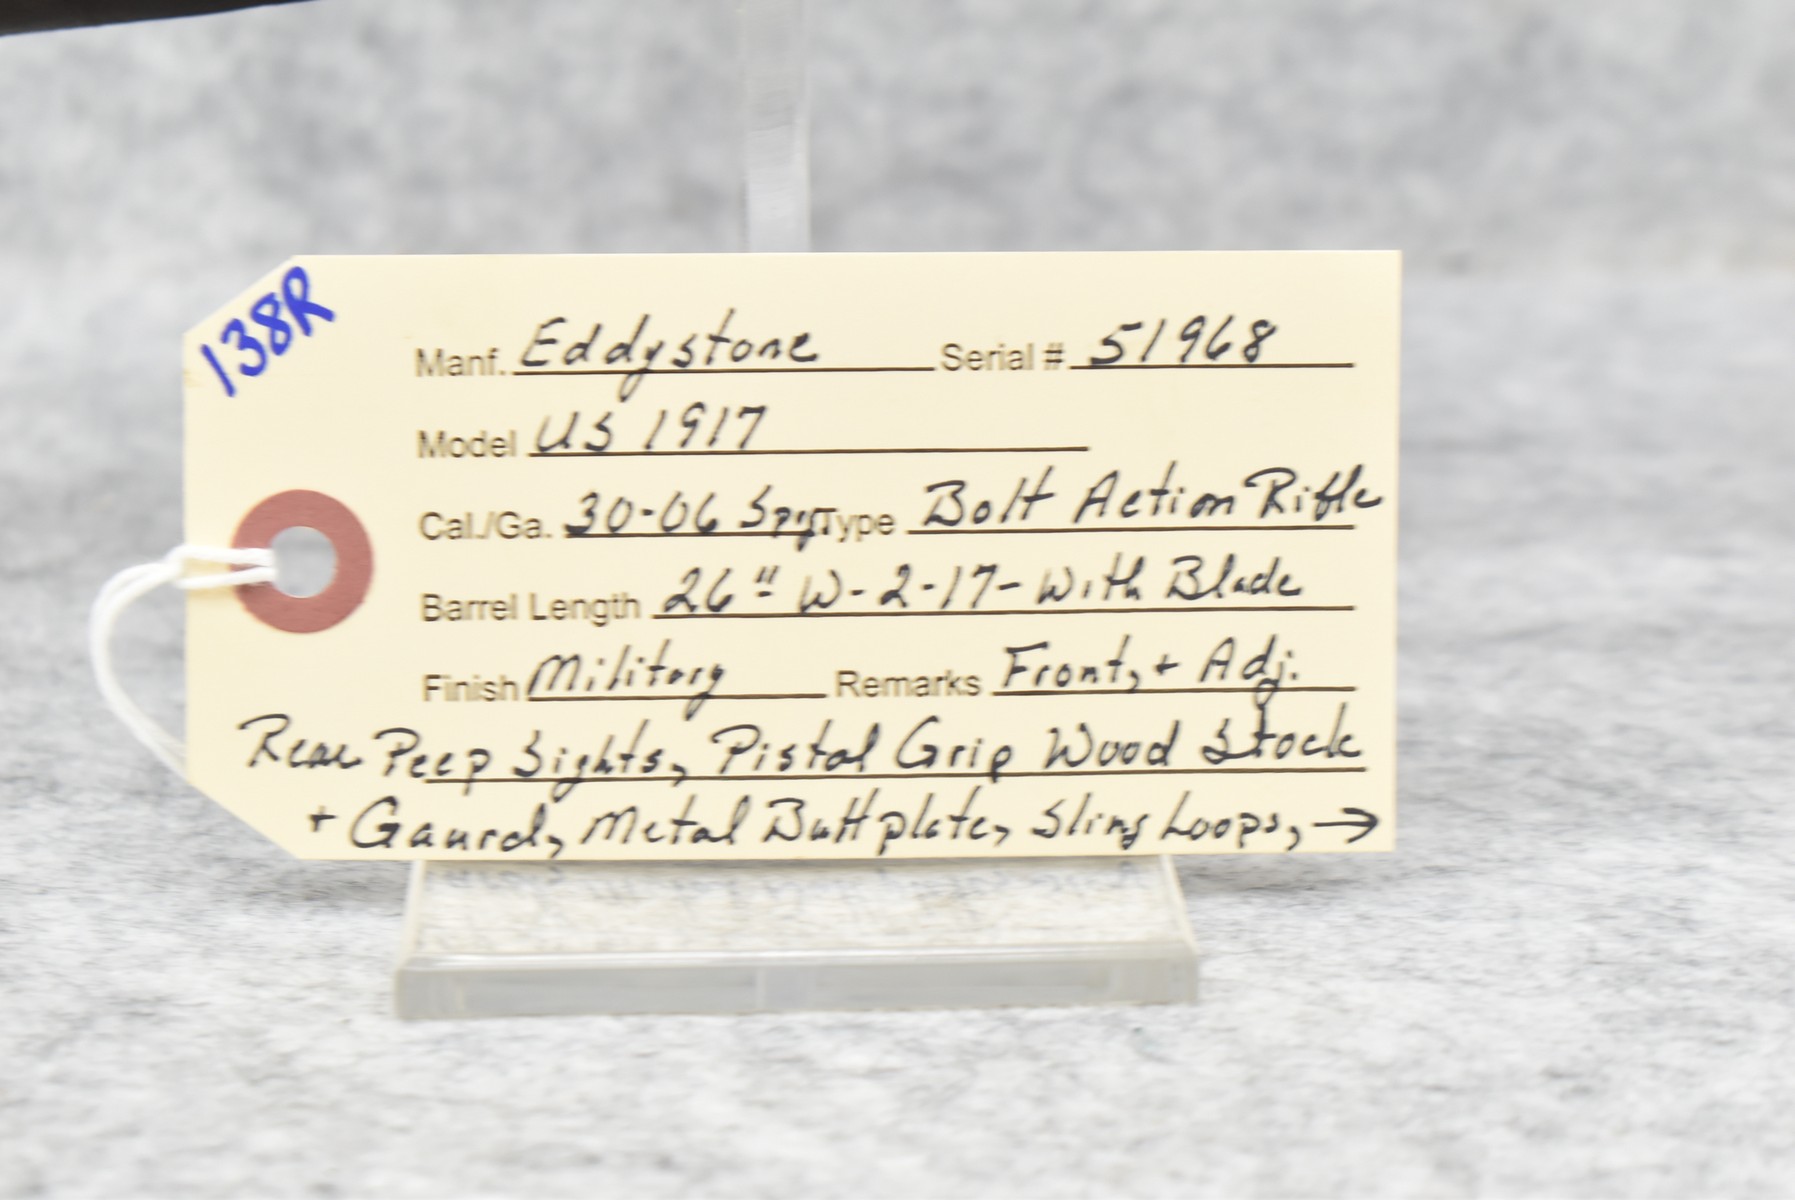 138R
Manf. Eddystone Serial # 51968
Model US 1917
Cal./Ga. 30-06 Sprg Type Bolt Action Rifle
Barrel Length 26" W-2-17- With Blade
Finish Military Remarks Front, + Adj.
Rear Peep Sights, Pistol Grip Wood Stock
+ Gaurd, Metal Buttplate, Sling Loops, →